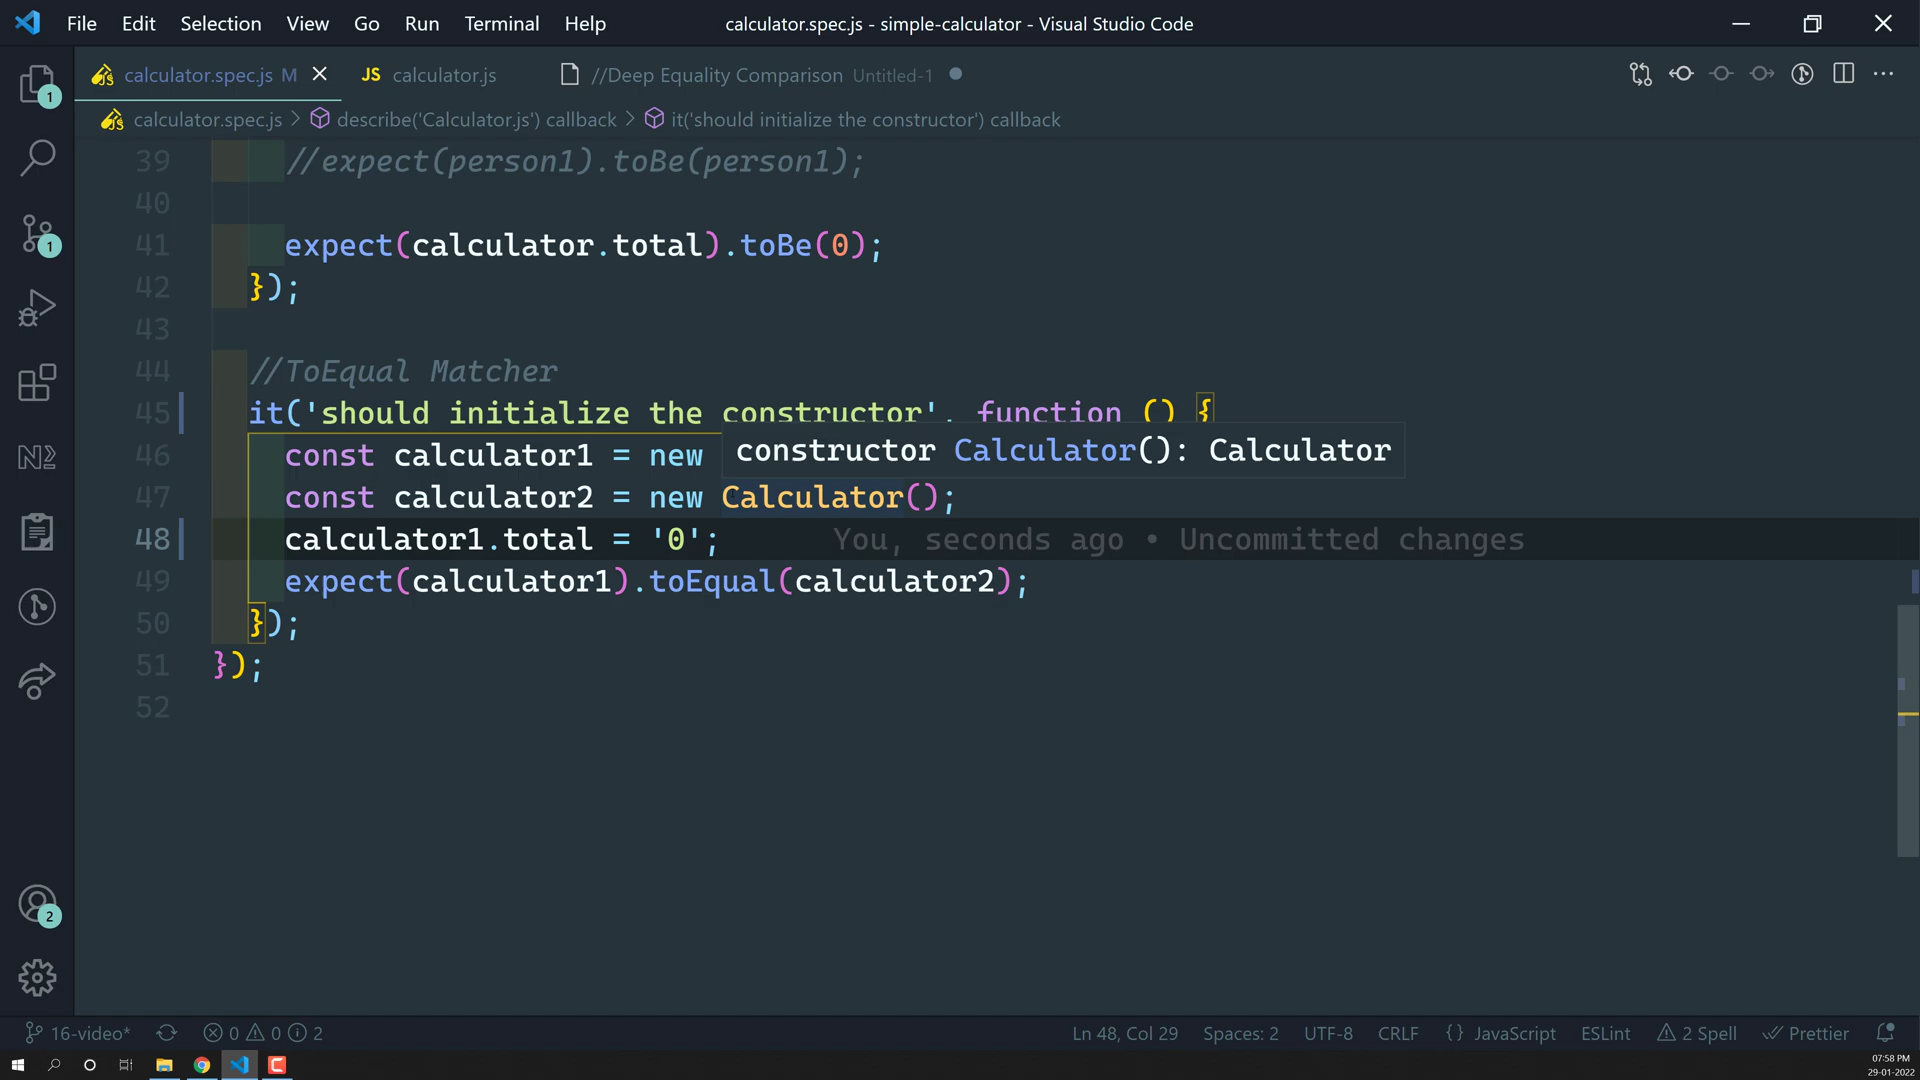 File Edit Selection View Go Run Terminal Help calculator.spec.js - simple-calculator - Visual Studio Code
calculator.spec.js M JS calculator.js //Deep Equality Comparison Untitled-1
calculator.spec.js > describe('Calculator.js') callback > it('should initialize the constructor') callback
39 //expect(person1).toBe(person1);
40
41 expect(calculator.total).toBe(0);
42 });
43
44 //ToEqual Matcher
45 it('should initialize the constructor', function () {
46 const calculator1 = new
constructor Calculator(): Calculator
47 const calculator2 = new Calculator();
48 calculator1.total = '0'; You, seconds ago • Uncommitted changes
49 expect(calculator1).toEqual(calculator2);
50 });
51 });
52
1
1
2
16-video* 0 0 2 Ln 48, Col 29 Spaces: 2 UTF-8 CRLF {} JavaScript ESLint 2 Spell Prettier
07:58 PM
29-01-2022